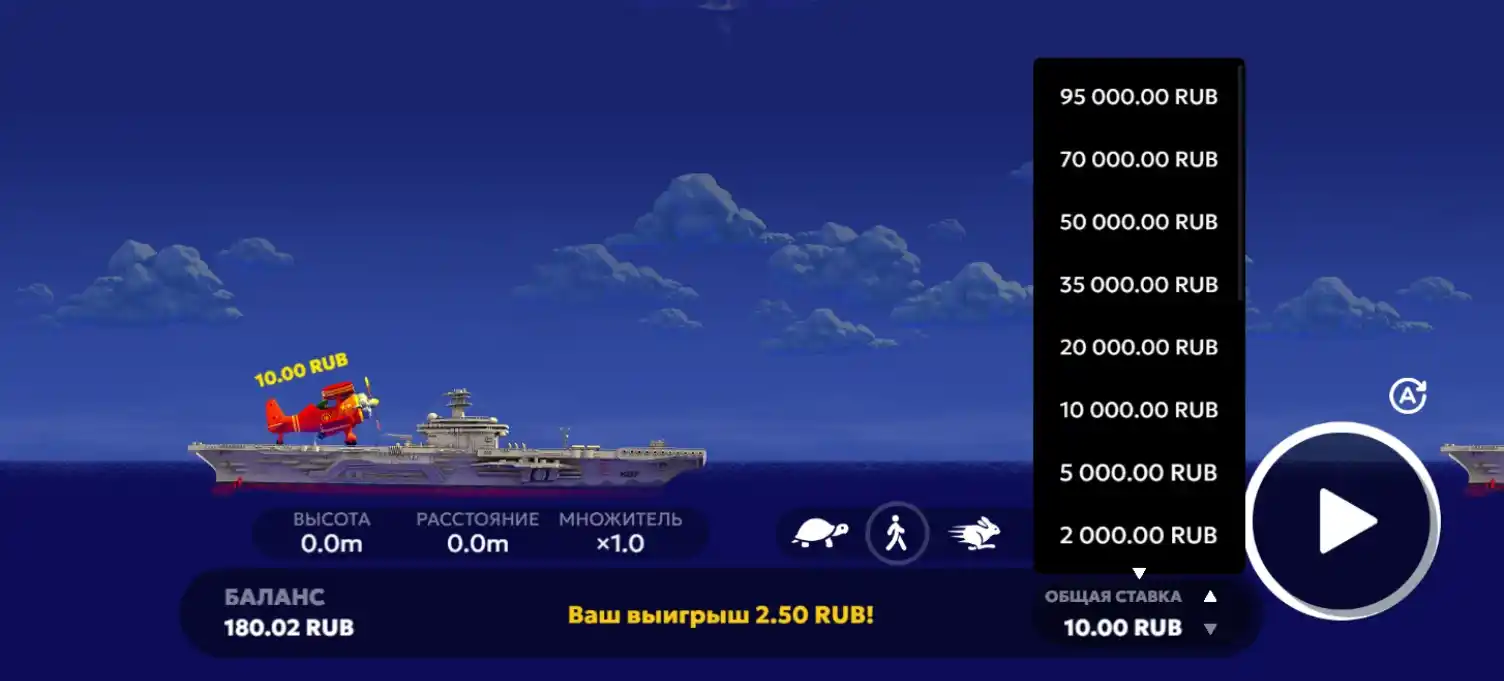 95 000.00 RUB
70 000.00 RUB
50 000.00 RUB
35 000.00 RUB
20 000.00 RUB
10 000.00 RUB
5 000.00 RUB
2 000.00 RUB
10.00 RUB
A
ВЫСОТА
0.0m
РАССТОЯНИЕ
0.0m
МНОЖИТЕЛЬ
×1.0
БАЛАНС
180.02 RUB
Ваш выигрыш 2.50 RUB!
ОБЩАЯ СТАВКА
10.00 RUB